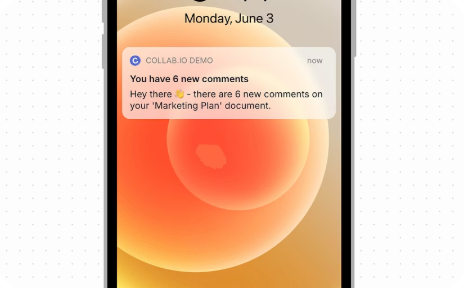 Monday, June 3
COLLAB.IO DEMO now
You have 6 new comments
Hey there 👋 - there are 6 new comments on
your 'Marketing Plan' document.